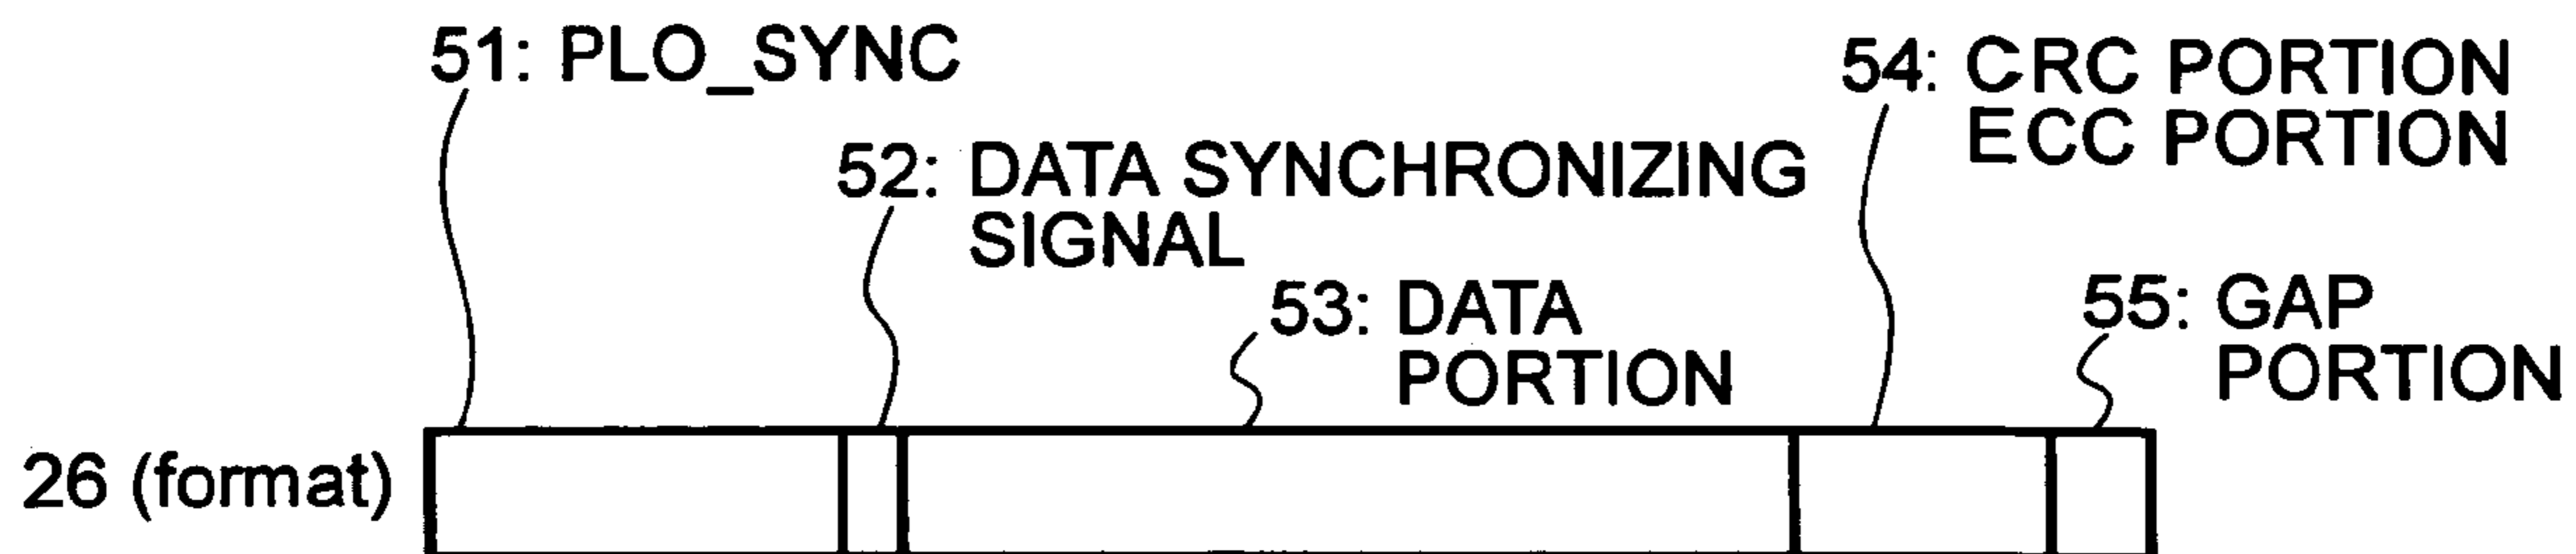 51: PLO_SYNC
54: CRC PORTION
ECC PORTION
52: DATA SYNCHRONIZING
SIGNAL
53: DATA
PORTION
55: GAP
PORTION
26 (format)